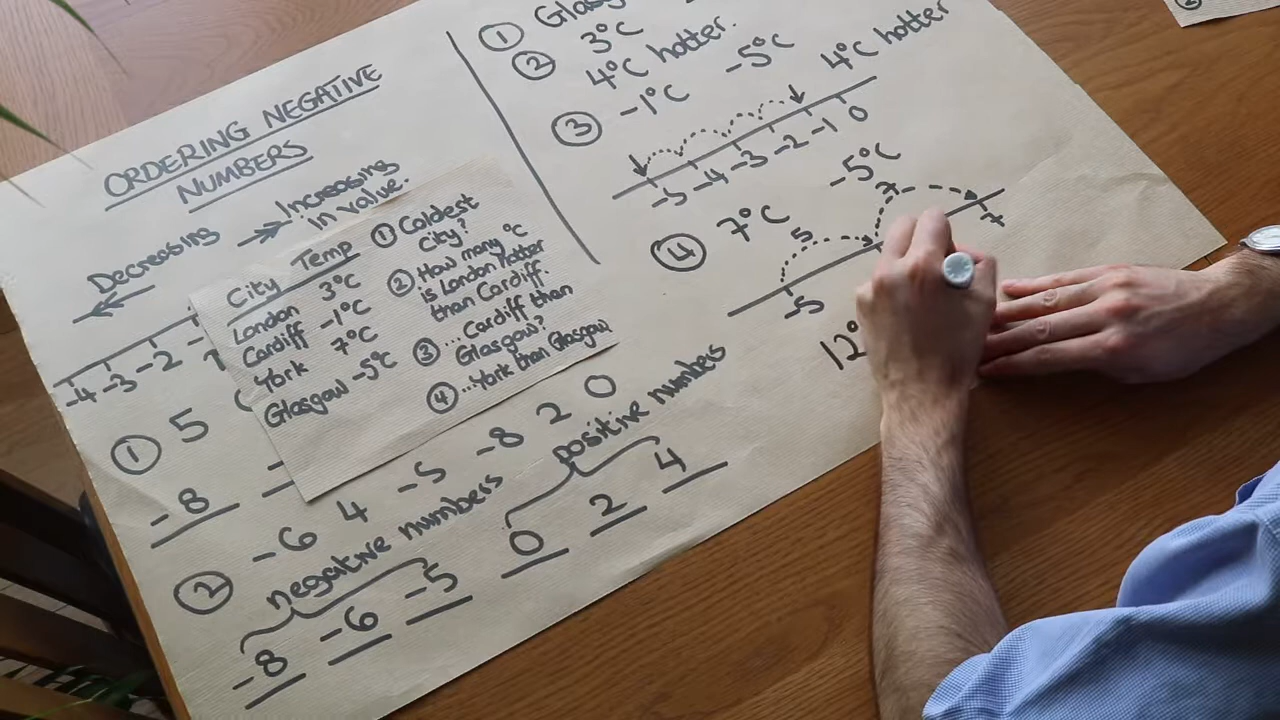 ORDERING NEGATIVE
NUMBERS
Decreasing
Increasing
in value.
-4 -3 -2
① 5
-8
City Temp
London 3°C
Cardiff -1°C
York 7°C
Glasgow -5°C
① Coldest
City?
② How many °C
is London Hotter
than Cardiff.
③ ... Cardiff than
Glasgow?
④ ...York than Glasgow
② -6 4 -5 -8 2 0
negative numbers positive numbers
-8 -6 -5 0 2 4
①
② 3°C
4°C hotter.
③ -1°C -5°C 4°C hotter
-5 -4 -3 -2 -1 0
④ 7°C -5°C
5 7
-5 7
12°